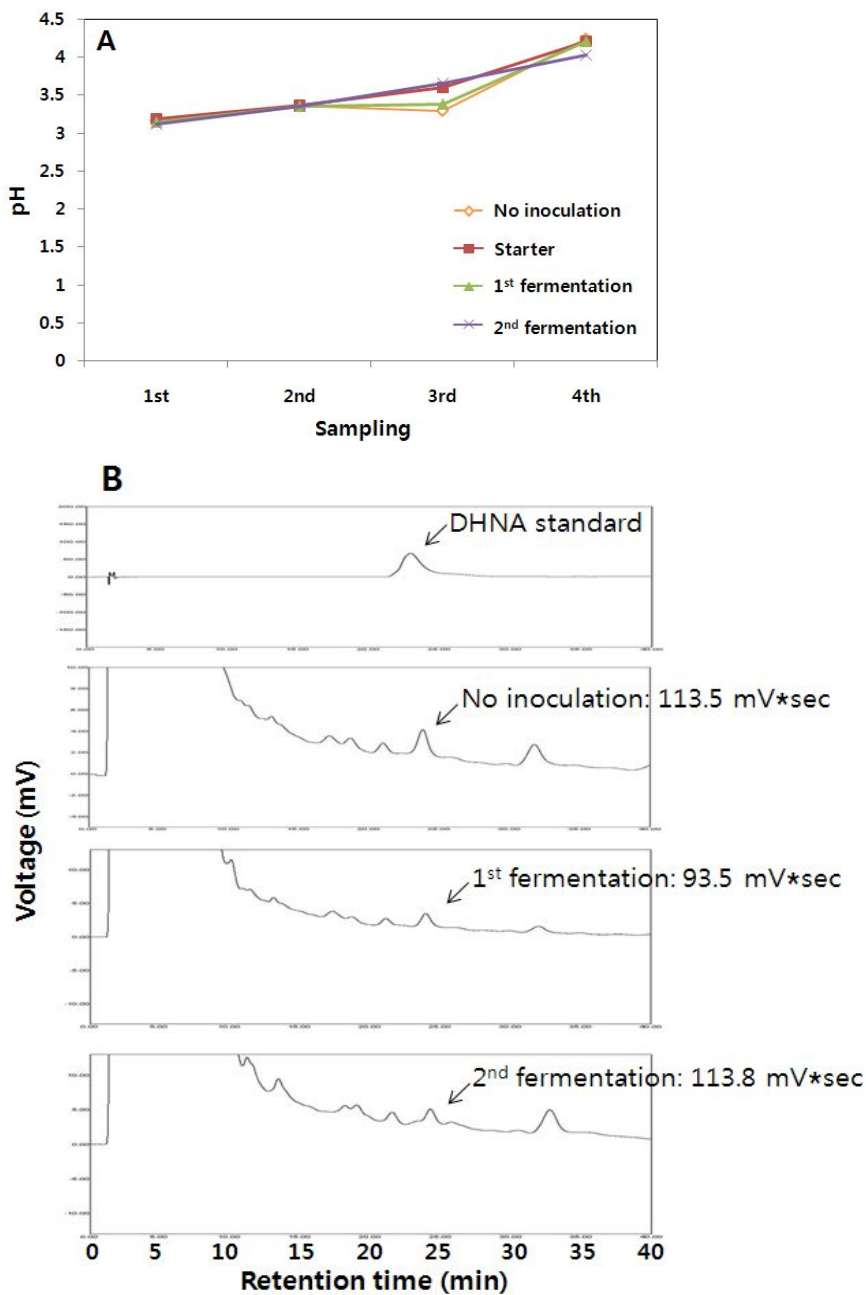 A
4.5
4
3.5
3
2.5
2
1.5
1
0.5
0
pH
No inoculation
Starter
1st fermentation
2nd fermentation
1st 2nd 3rd 4th
Sampling
B
DHNA standard
No inoculation: 113.5 mV*sec
1st fermentation: 93.5 mV*sec
2nd fermentation: 113.8 mV*sec
Voltage (mV)
0 5 10 15 20 25 30 35 40
Retention time (min)